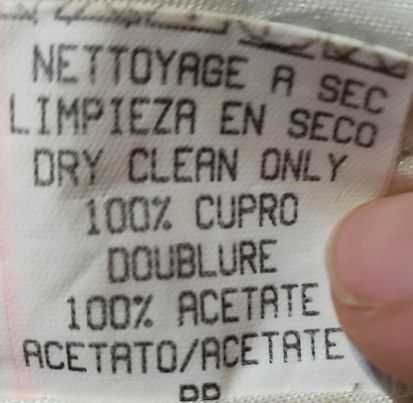 NETTOYAGE A SEC
LIMPIEZA EN SECO
DRY CLEAN ONLY
100% CUPRO
DOUBLURE
100% ACETATE
ACETATO/ACETATE